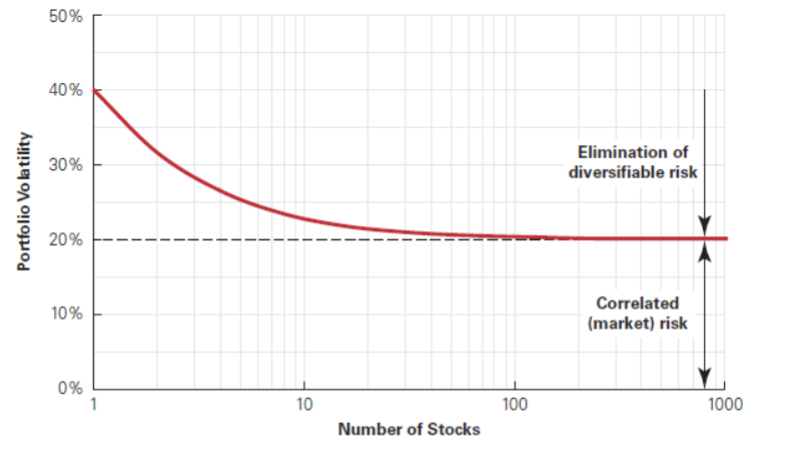 50%
40%
30%
20%
10%
0%
Portfolio Volatility
Elimination of
diversifiable risk
Correlated
(market) risk
1
10
100
1000
Number of Stocks